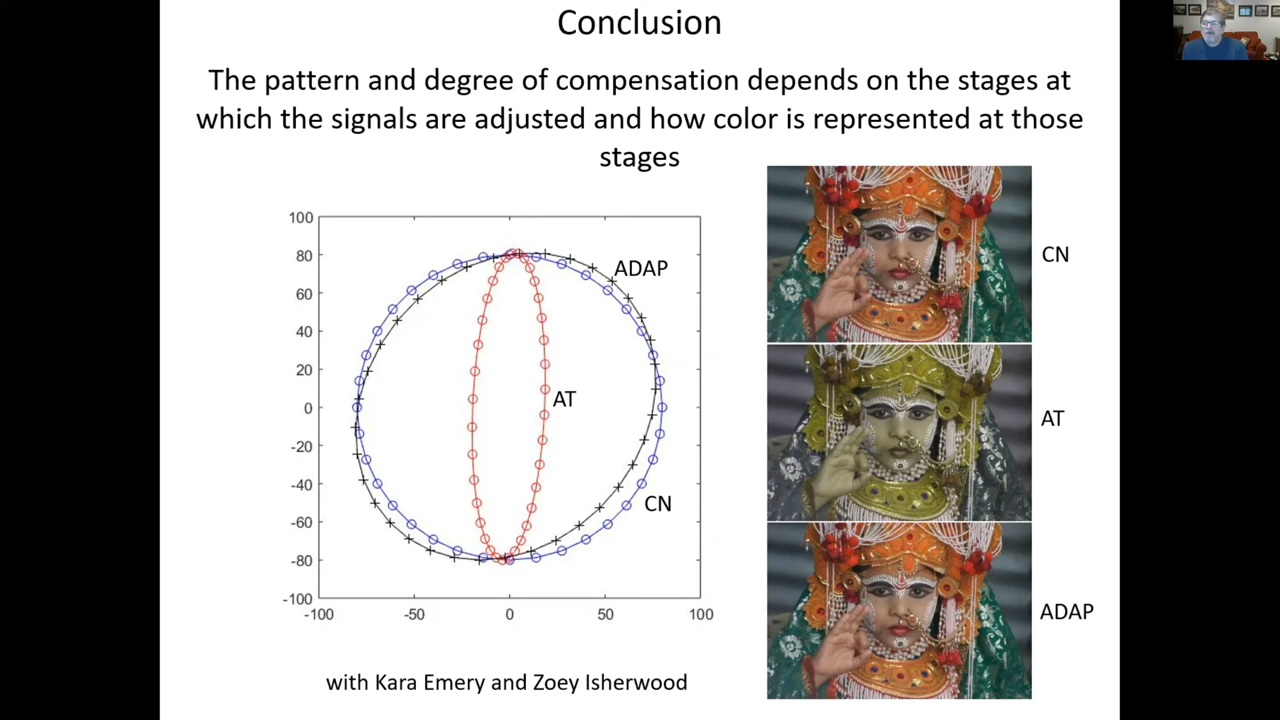 Conclusion
The pattern and degree of compensation depends on the stages at
which the signals are adjusted and how color is represented at those
stages
100
80
60
40
20
0
-20
-40
-60
-80
-100
-100
-50
0
50
100
ADAP
AT
CN
CN
AT
ADAP
with Kara Emery and Zoey Isherwood